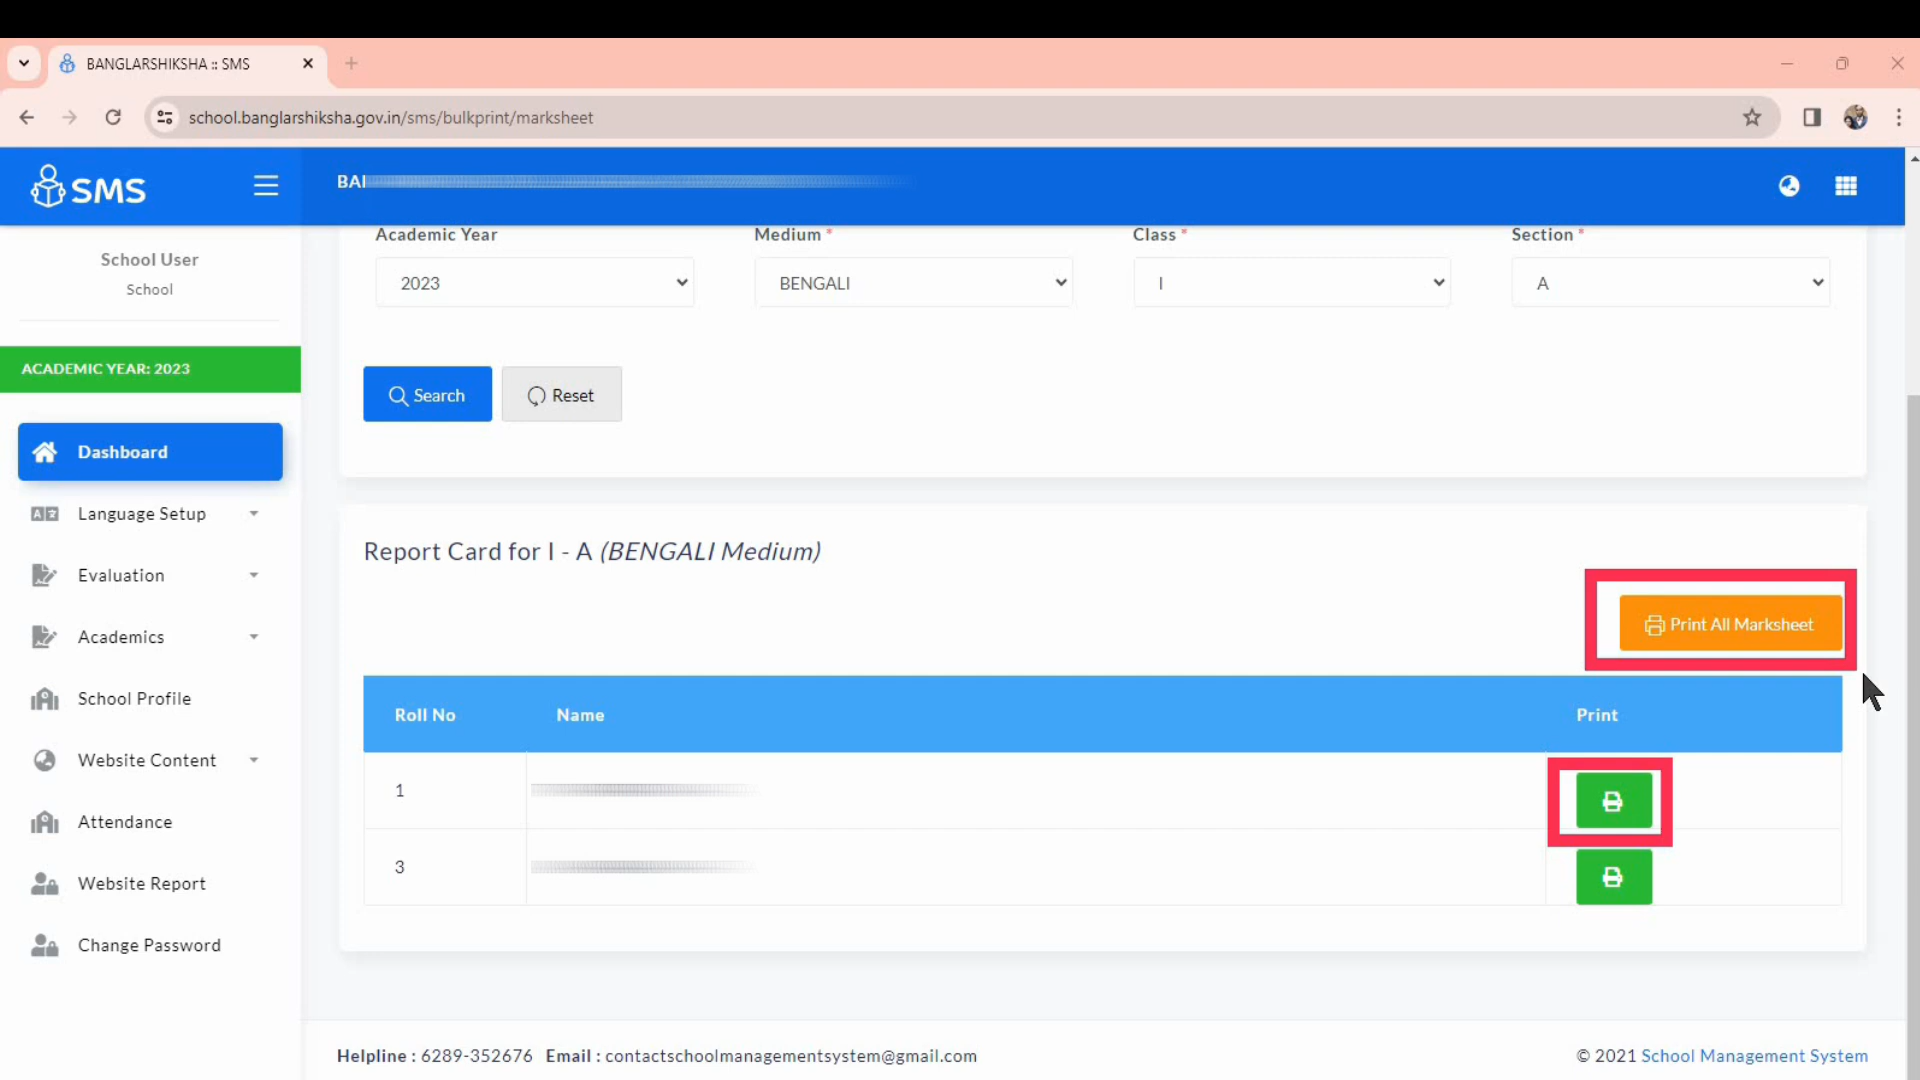 BANGLARSHIKSHA :: SMS
school.banglarshiksha.gov.in/sms/bulkprint/marksheet
SMS
BAI
School User
School
ACADEMIC YEAR: 2023
Dashboard
Language Setup
Evaluation
Academics
School Profile
Website Content
Attendance
Website Report
Change Password
Academic Year
Medium *
Class *
Section *
2023
BENGALI
I
A
Search
Reset
Report Card for I - A (BENGALI Medium)
Print All Marksheet
Roll No
Name
Print
1
3
Helpline : 6289-352676 Email : contactschoolmanagementsystem@gmail.com
© 2021 School Management System